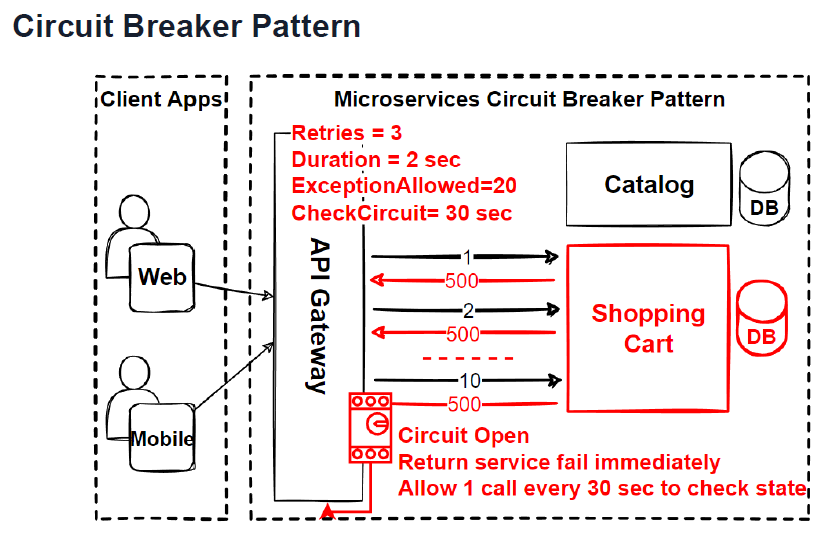 Circuit Breaker Pattern
Client Apps
Microservices Circuit Breaker Pattern
Retries = 3
Duration = 2 sec
ExceptionAllowed=20
CheckCircuit= 30 sec
Catalog
DB
API Gateway
Web
Mobile
1
500
2
500
10
500
Shopping
Cart
DB
Circuit Open
Return service fail immediately
Allow 1 call every 30 sec to check state